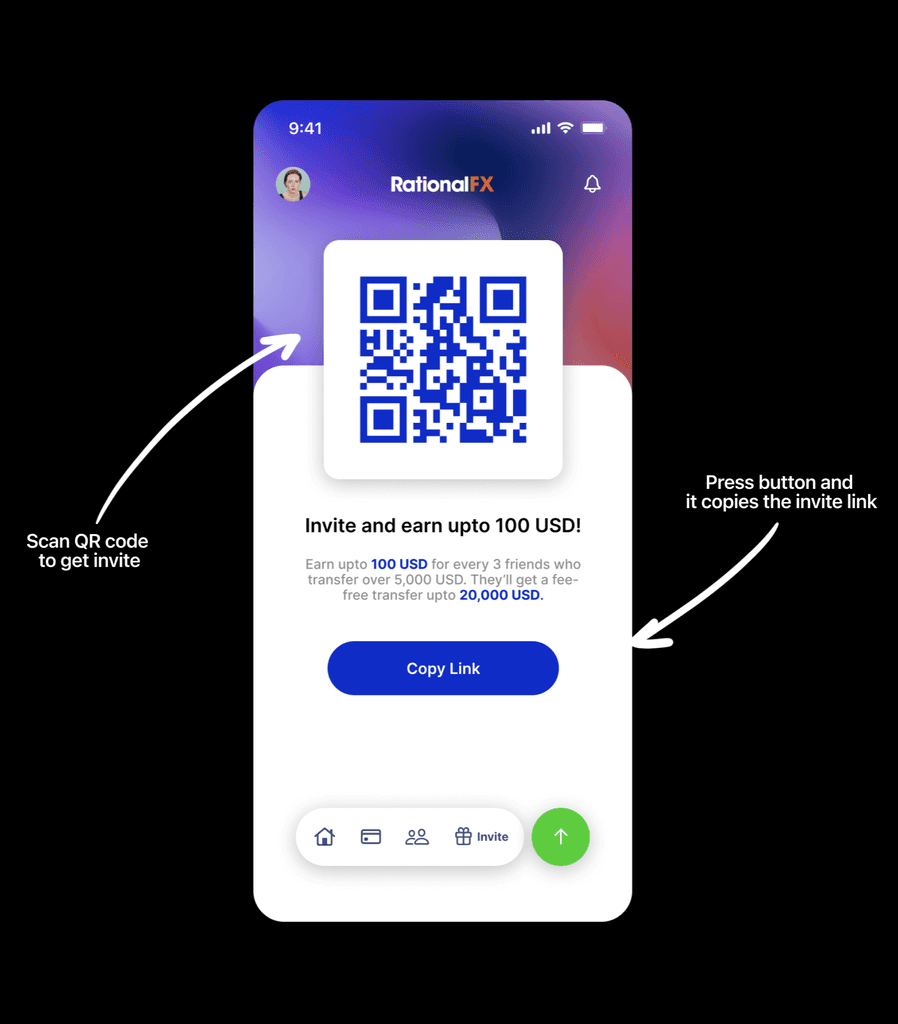 9:41
RationalFX
Scan QR code
to get invite
Press button and
it copies the invite link
Invite and earn upto 100 USD!
Earn upto 100 USD for every 3 friends who
transfer over 5,000 USD. They’ll get a fee-
free transfer upto 20,000 USD.
Copy Link
Invite